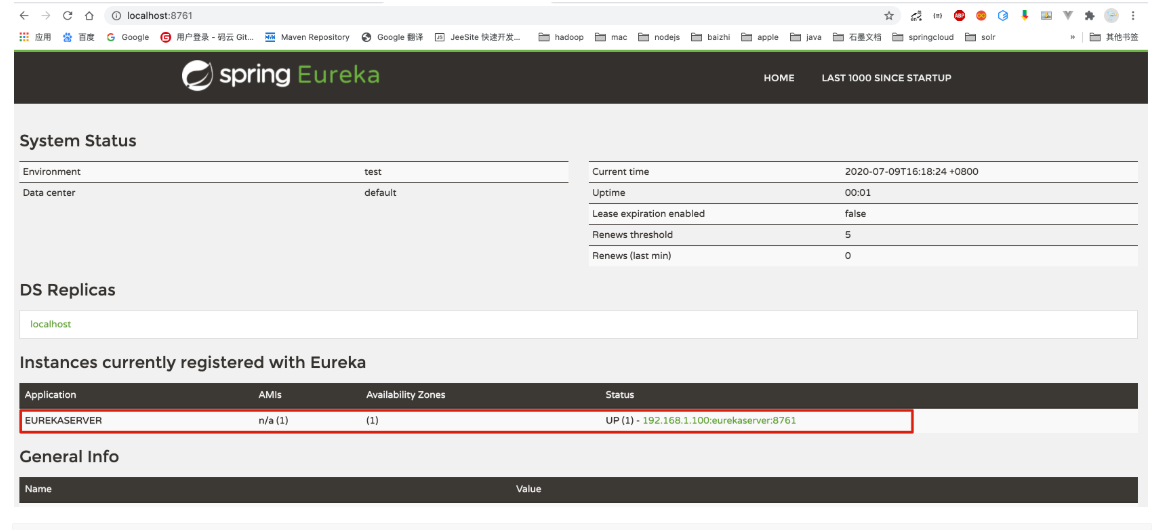 localhost:8761
应用 百度 Google 用户登录 - 码云 Git... Maven Repository Google 翻译 JeeSite 快速开发... hadoop mac nodejs baizhi apple java 石墨文档 springcloud solr » 其他书签
spring Eureka HOME LAST 1000 SINCE STARTUP
System Status
Environment test Current time 2020-07-09T16:18:24 +0800
Data center default Uptime 00:01
Lease expiration enabled false
Renews threshold 5
Renews (last min) 0
DS Replicas
localhost
Instances currently registered with Eureka
Application AMIs Availability Zones Status
EUREKASERVER n/a (1) (1) UP (1) - 192.168.1.100:eurekaserver:8761
General Info
Name Value